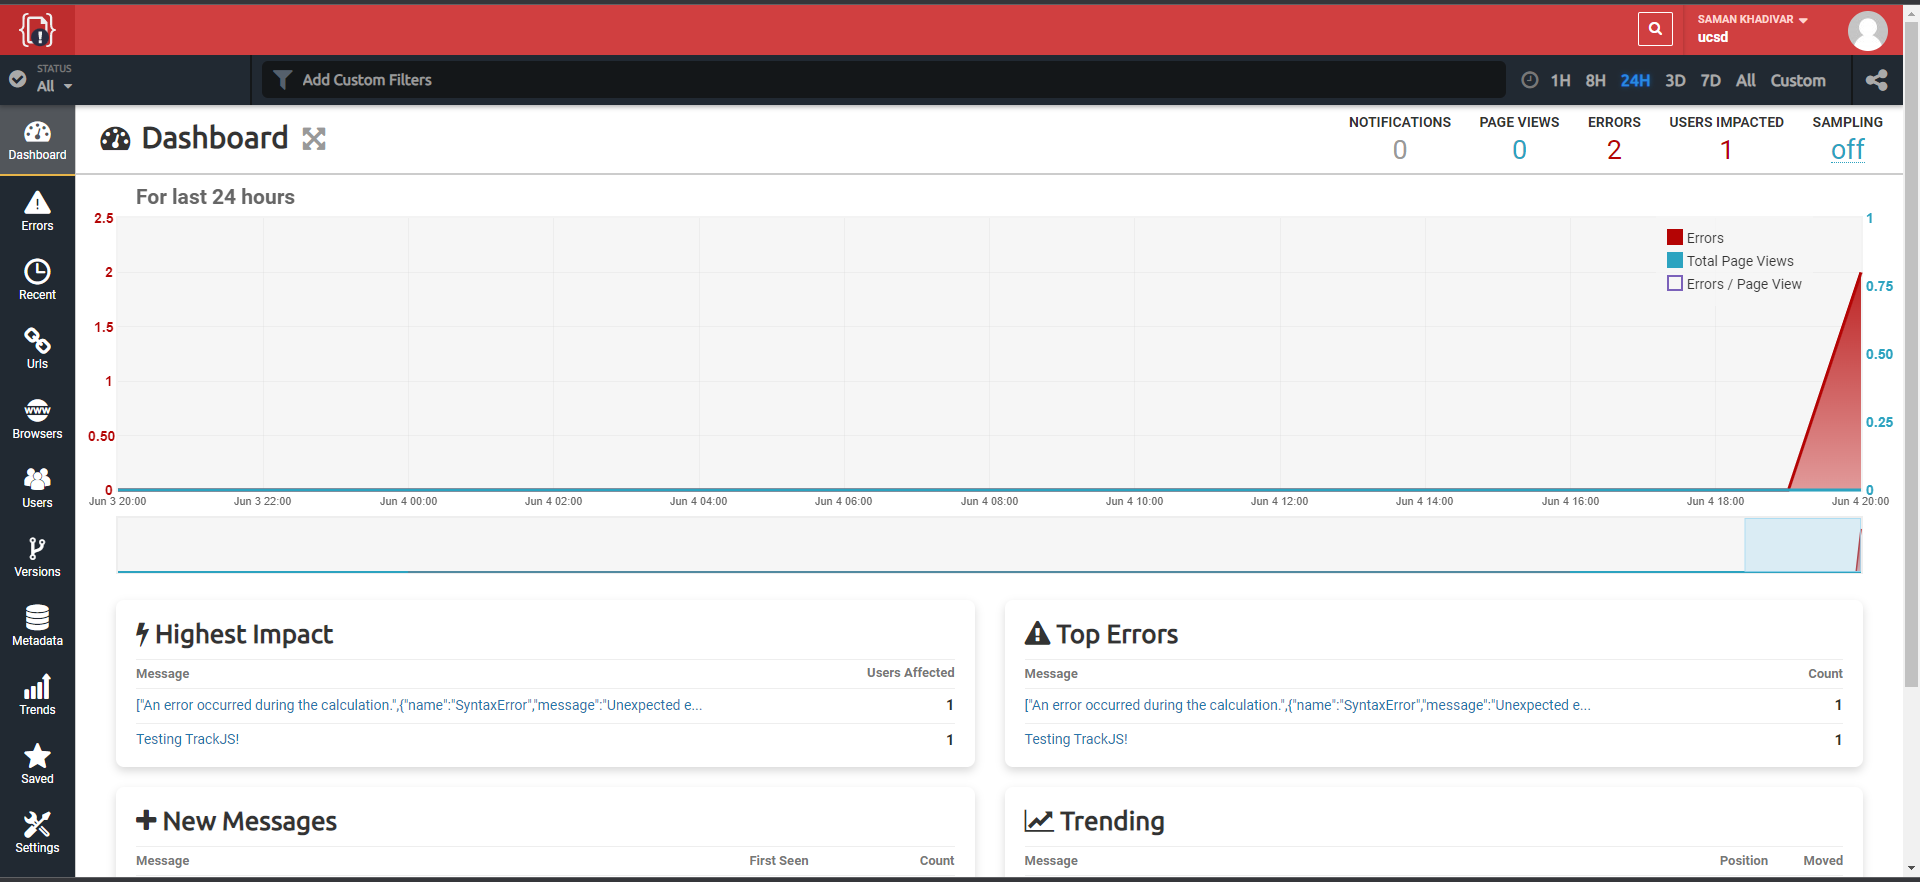 SAMAN KHADIVAR
ucsd
STATUS
All
Add Custom Filters
1H 8H 24H 3D 7D All Custom
Dashboard
Errors
Recent
Urls
www
Browsers
Users
Versions
Metadata
Trends
Saved
Settings
Dashboard
NOTIFICATIONS PAGE VIEWS ERRORS USERS IMPACTED SAMPLING
0 0 2 1 off
For last 24 hours
2.5
2
1.5
1
0.50
0
1
0.75
0.50
0.25
0
Errors
Total Page Views
Errors / Page View
Jun 3 20:00 Jun 3 22:00 Jun 4 00:00 Jun 4 02:00 Jun 4 04:00 Jun 4 06:00 Jun 4 08:00 Jun 4 10:00 Jun 4 12:00 Jun 4 14:00 Jun 4 16:00 Jun 4 18:00 Jun 4 20:00
Highest Impact
Message Users Affected
["An error occurred during the calculation.",{"name":"SyntaxError","message":"Unexpected e... 1
Testing TrackJS! 1
Top Errors
Message Count
["An error occurred during the calculation.",{"name":"SyntaxError","message":"Unexpected e... 1
Testing TrackJS! 1
New Messages
Message First Seen Count
Trending
Message Position Moved